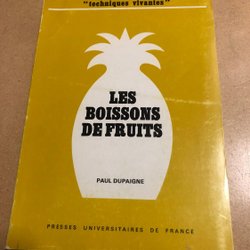 "techniques vivantes"
LES
BOISSONS
DE FRUITS
PAUL DUPAIGNE
PRESSES UNIVERSITAIRES DE FRANCE